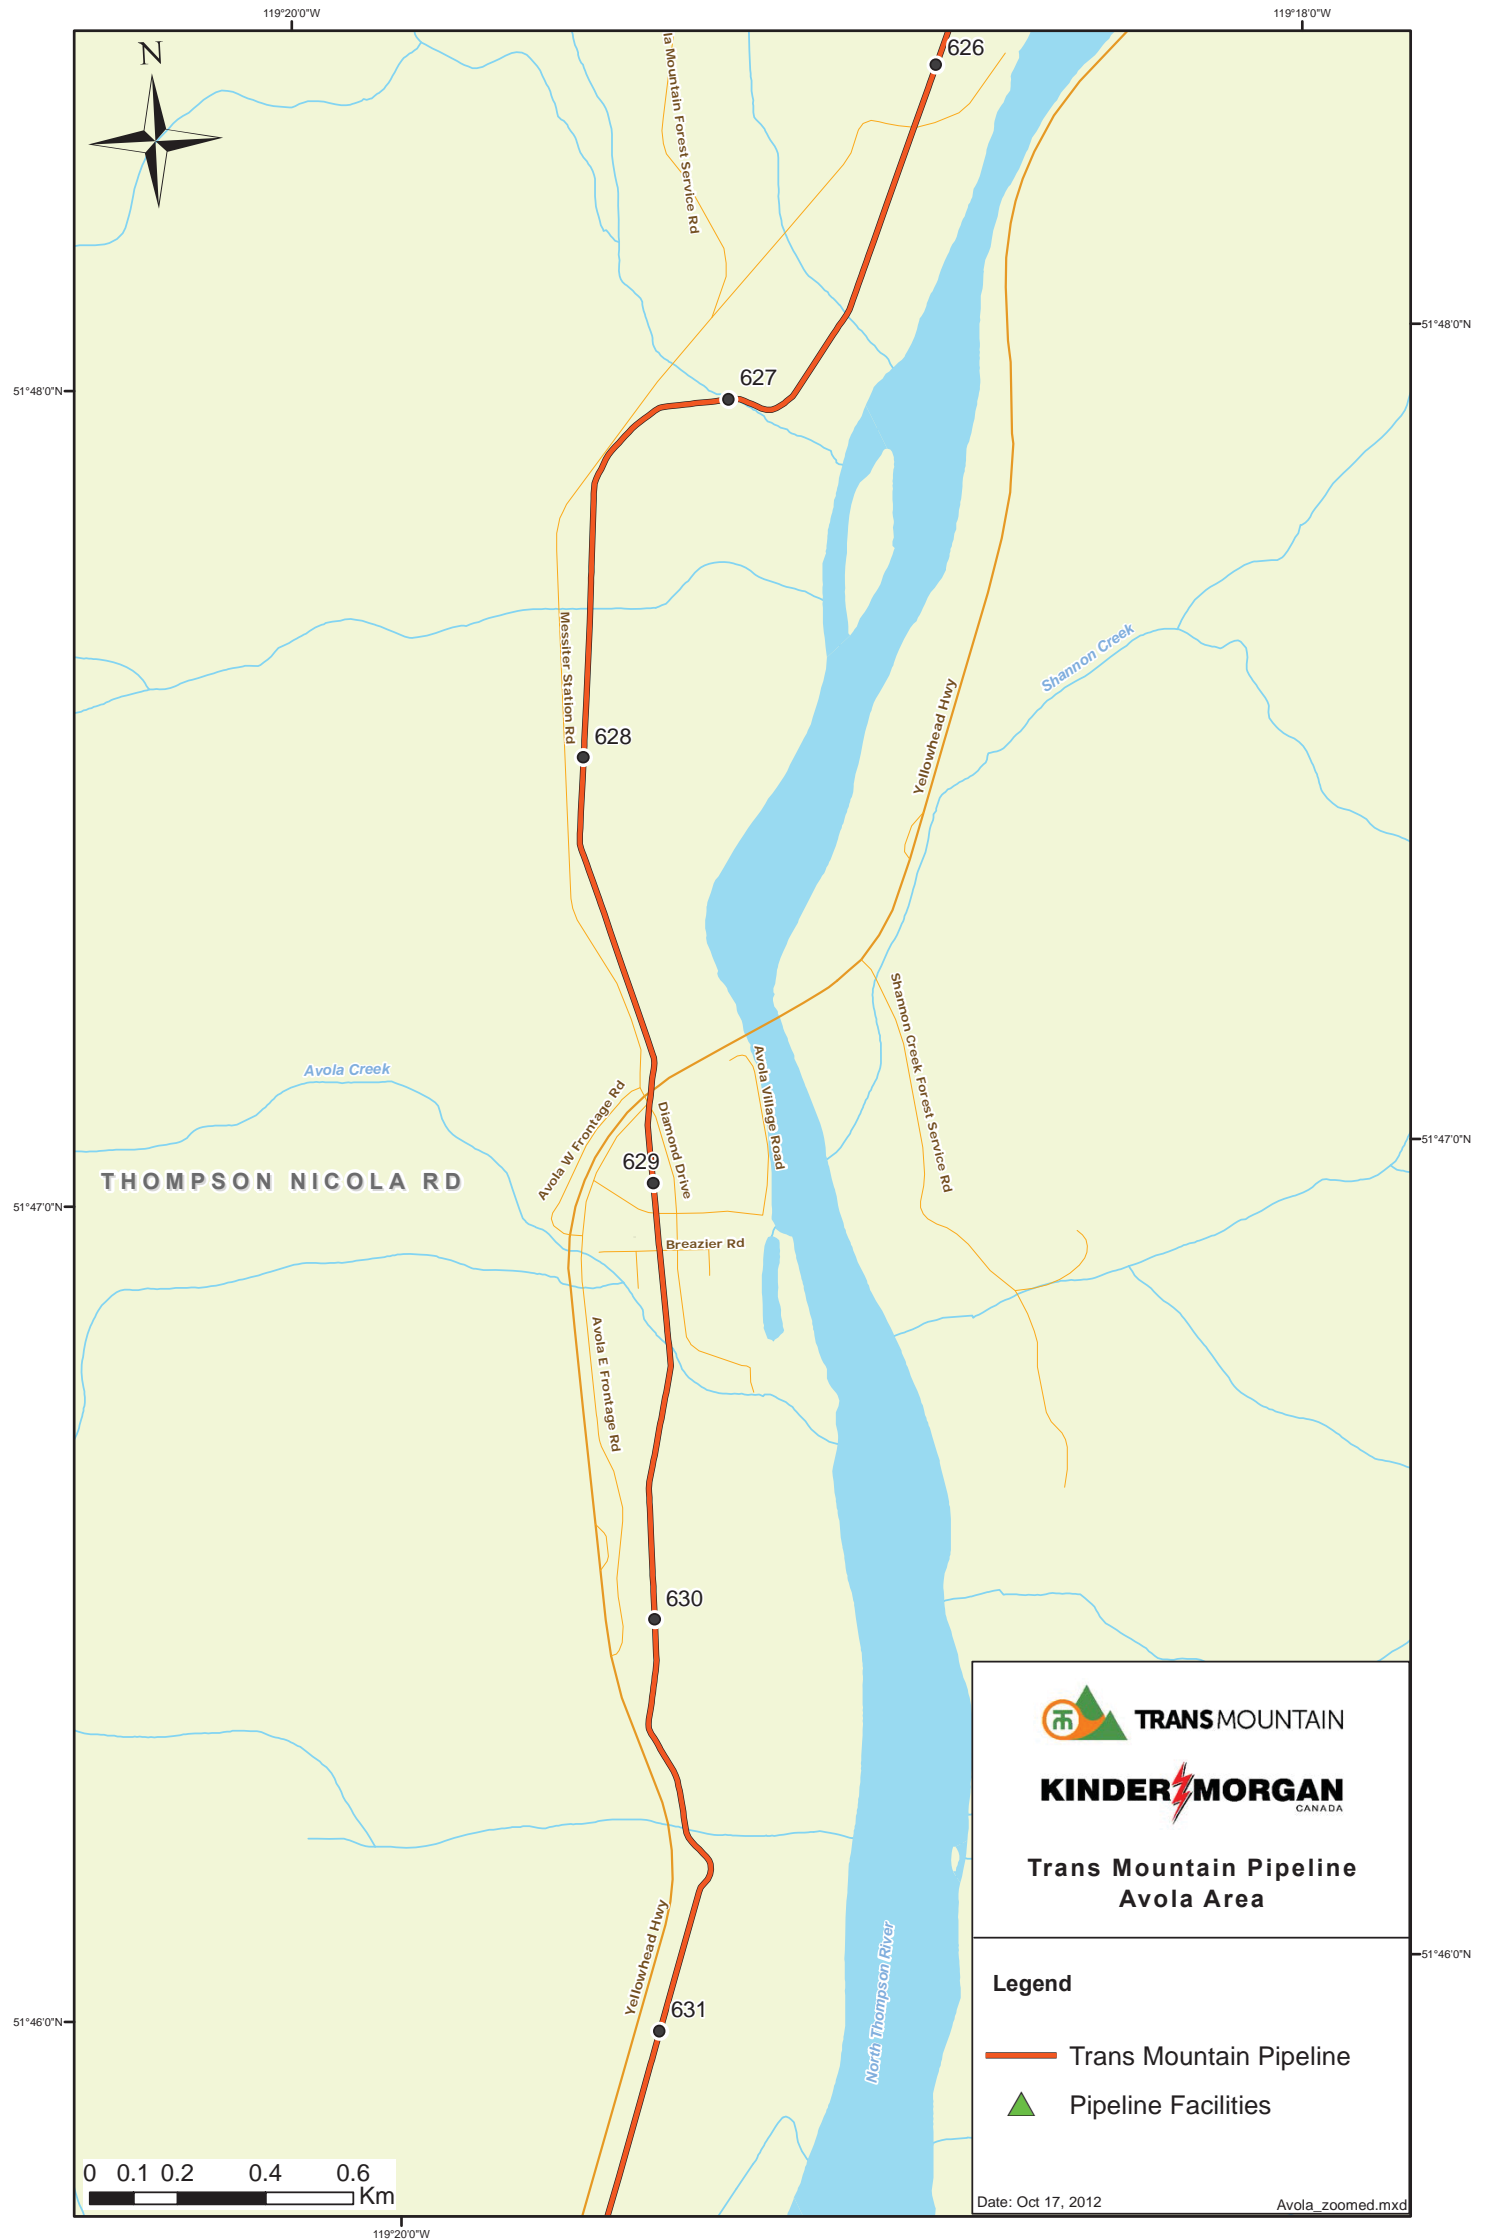 119°20'0"W
119°18'0"W
N
626
la Mountain Forest Service Rd
51°48'0"N
51°48'0"N
627
Messiter Station Rd
Shannon Creek
Yellowhead Hwy
628
Shannon Creek Forest Service Rd
Avola Creek
Avola W Frontage Rd
Diamond Drive
Avola Village Road
51°47'0"N
629
THOMPSON NICOLA RD
51°47'0"N
Breazier Rd
Avola E Frontage Rd
630
TRANSMOUNTAIN
KINDER MORGAN
CANADA
Trans Mountain Pipeline
Avola Area
Yellowhead Hwy
North Thompson River
51°46'0"N
Legend
631
51°46'0"N
Trans Mountain Pipeline
Pipeline Facilities
0 0.1 0.2 0.4 0.6
Km
Date: Oct 17, 2012
Avola_zoomed.mxd
119°20'0"W